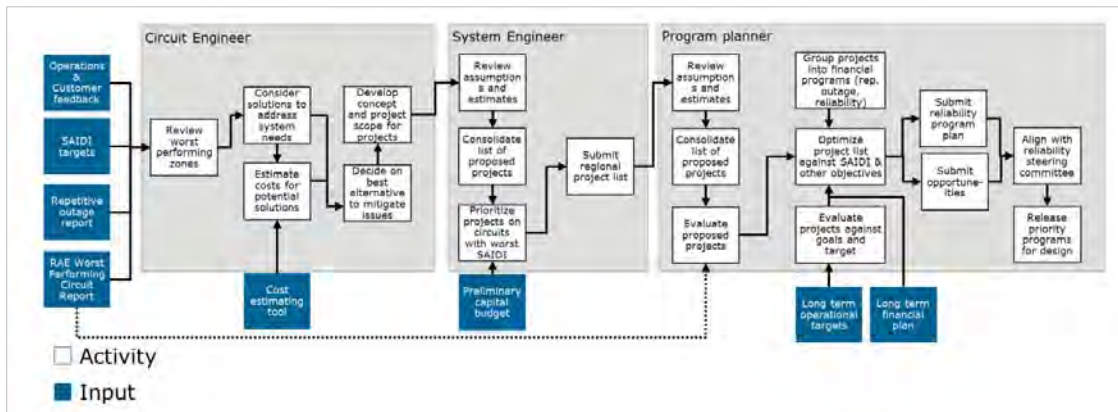 Circuit Engineer
System Engineer
Program planner
Operations
&
Customer
feedback
SAIDI
targets
Repetitive
outage
report
RAE Worst
Performing
Circuit Report
Review
worst
performing
zones
Consider
solutions to
address
system
needs
Estimate
costs for
potential
solutions
Develop
concept
and project
scope for
projects
Decide on
best
alternative
to mitigate
issues
Cost
estimating
tool
Review
assumption
s and
estimates
Consolidate
list of
proposed
projects
Prioritize
projects on
circuits
with worst
SAIDI
Preliminary
capital
budget
Submit
regional
project list
Review
assumption
s and
estimates
Consolidate
list of
proposed
projects
Evaluate
proposed
projects
Group projects
into financial
programs (rep.
outage,
reliability)
Optimize
project list
against SAIDI &
other objectives
Evaluate
projects against
goals and
target
Long term
operational
targets
Long term
financial
plan
Submit
reliability
program
plan
Submit
opportune-
ities
Align with
reliability
steering
committee
Release
priority
programs
for design
Activity
Input